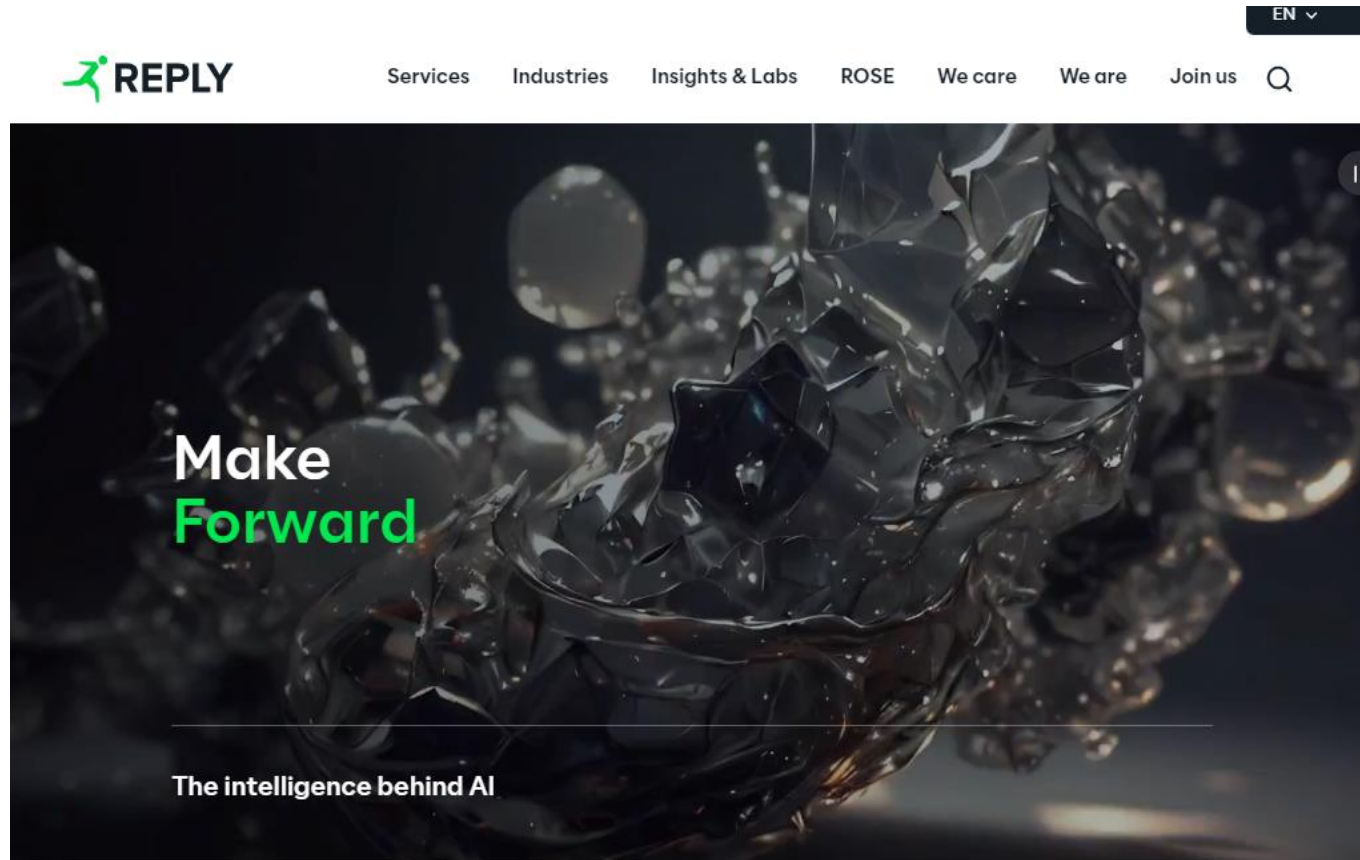 EN
REPLY
Services
Industries
Insights & Labs
ROSE
We care
We are
Join us
Make
Forward
The intelligence behind AI